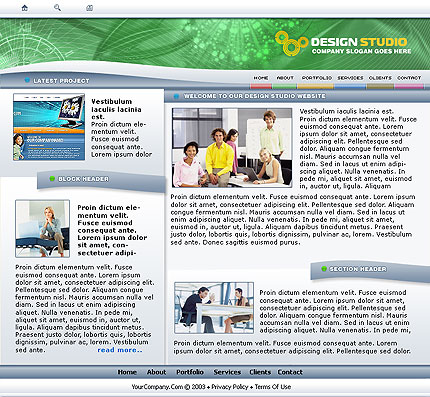 DESIGN STUDIO
COMPANY SLOGAN GOES HERE
HOME ABOUT PORTFOLIO SERVICES CLIENTS CONTACT
LATEST PROJECT
Vestibulum
iaculis lacinia
est.
Proin dictum ele-
mentum velit.
Fusce euismod
consequat ante.
Lorem ipsum dolor
BLOCK HEADER
Proin dictum ele-
mentum velit.
Fusce euismod
consequat ante.
Lorem ipsum dolor
sit amet, con-
sectetuer adipi-
Proin dictum elementum velit. Fusce
euismod consequat ante. Lorem ipsum
dolor sit amet, consectetuer adipiscing elit.
Pellentesque sed dolor. Aliquam congue
fermentum nisl. Mauris accumsan nulla vel
diam. Sed in lacus ut enim adipiscing
aliquet. Nulla venenatis. In pede mi,
aliquet sit amet, euismod in, auctor ut,
ligula. Aliquam dapibus tincidunt metus.
Praesent justo dolor, lobortis quis, lobortis
dignissim, pulvinar ac, lorem. Vestibulum
sed ante.
read more..
WELCOME TO OUR DESIGN STUDIO WEBSITE
Vestibulum iaculis lacinia est.
Proin dictum elementum velit. Fusce
euismod consequat ante. Lorem ipsum
dolor sit amet, consectetuer adipiscing
elit. Pellentesque sed dolor.
Aliquam congue fermentum nisl.
Mauris accumsan nulla vel
diam. Sed in lacus ut enim
adipiscing aliquet. Nulla venenatis.
In pede mi, aliquet sit amet, euismod
in, auctor ut, ligula. Aliquam
Proin dictum elementum velit. Fusce euismod consequat ante. Lorem ipsum
dolor sit amet, consectetuer adipiscing elit. Pellentesque sed dolor. Aliquam
congue fermentum nisl. Mauris accumsan nulla vel diam. Sed in lacus ut
enim adipiscing aliquet. Nulla venenatis. In pede mi, aliquet sit amet,
euismod in, auctor ut, ligula. Aliquam dapibus tincidunt metus. Praesent
justo dolor, lobortis quis, lobortis dignissim, pulvinar ac, lorem. Vestibulum
sed ante. Donec sagittis euismod purus.
SECTION HEADER
Proin dictum elementum velit. Fusce euismod
consequat ante. Lorem ipsum dolor sit amet,
consectetuer adipiscing elit. Pellentesque sed
dolor. Aliquam congue fermentum nisl. Mauris
accumsan nulla vel diam. Sed in lacus ut enim
adipiscing aliquet. Nulla venenatis.
Proin dictum elementum velit. Fusce euismod consequat ante. Lorem
ipsum dolor sit amet, consectetuer adipiscing elit. Pellentesque sed dolor.
Home About Portfolio Services Clients Contact
YourCompany.Com © 2003 • Privacy Policy • Terms Of Use